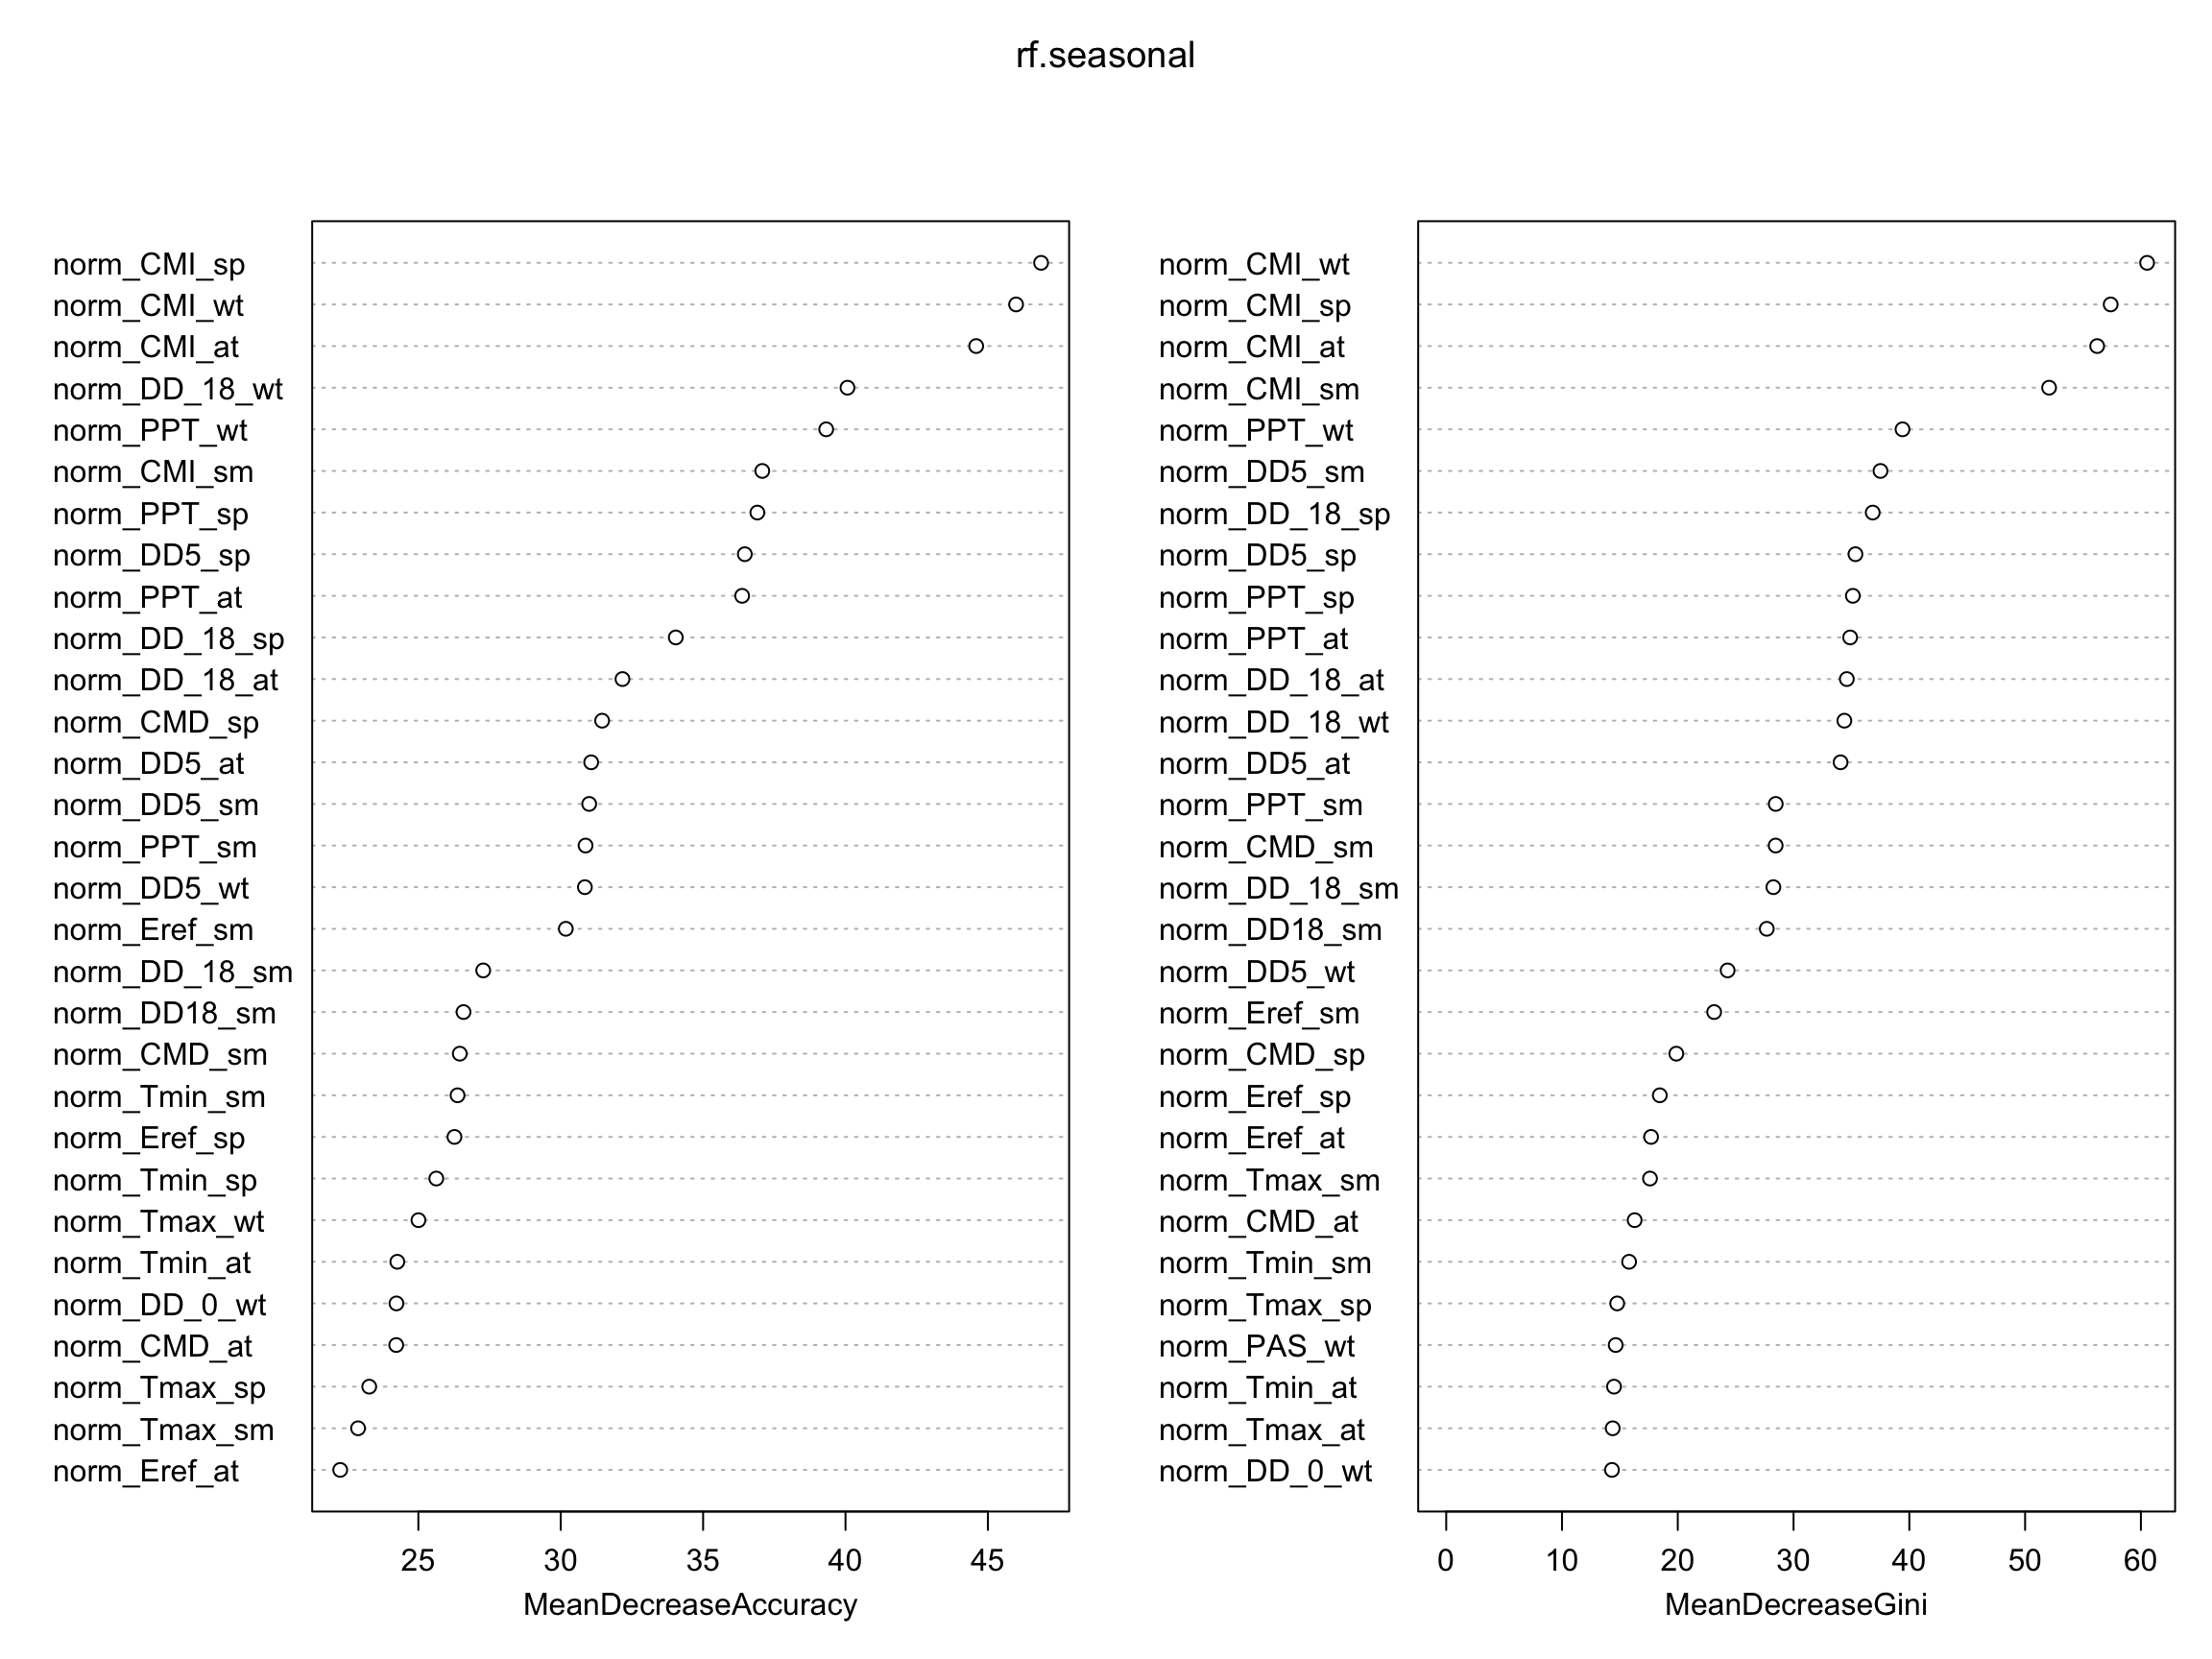 rf.seasonal
norm_CMI_sp
norm_CMI_wt
norm_CMI_at
norm_DD_18_wt
norm_PPT_wt
norm_CMI_sm
norm_PPT_sp
norm_DD5_sp
norm_PPT_at
norm_DD_18_sp
norm_DD_18_at
norm_CMD_sp
norm_DD5_at
norm_DD5_sm
norm_PPT_sm
norm_DD5_wt
norm_Eref_sm
norm_DD_18_sm
norm_DD18_sm
norm_CMD_sm
norm_Tmin_sm
norm_Eref_sp
norm_Tmin_sp
norm_Tmax_wt
norm_Tmin_at
norm_DD_0_wt
norm_CMD_at
norm_Tmax_sp
norm_Tmax_sm
norm_Eref_at
25 30 35 40 45
MeanDecreaseAccuracy
norm_CMI_wt
norm_CMI_sp
norm_CMI_at
norm_CMI_sm
norm_PPT_wt
norm_DD5_sm
norm_DD_18_sp
norm_DD5_sp
norm_PPT_sp
norm_PPT_at
norm_DD_18_at
norm_DD_18_wt
norm_DD5_at
norm_PPT_sm
norm_CMD_sm
norm_DD_18_sm
norm_DD18_sm
norm_DD5_wt
norm_Eref_sm
norm_CMD_sp
norm_Eref_sp
norm_Eref_at
norm_Tmax_sm
norm_CMD_at
norm_Tmin_sm
norm_Tmax_sp
norm_PAS_wt
norm_Tmin_at
norm_Tmax_at
norm_DD_0_wt
0 10 20 30 40 50 60
MeanDecreaseGini